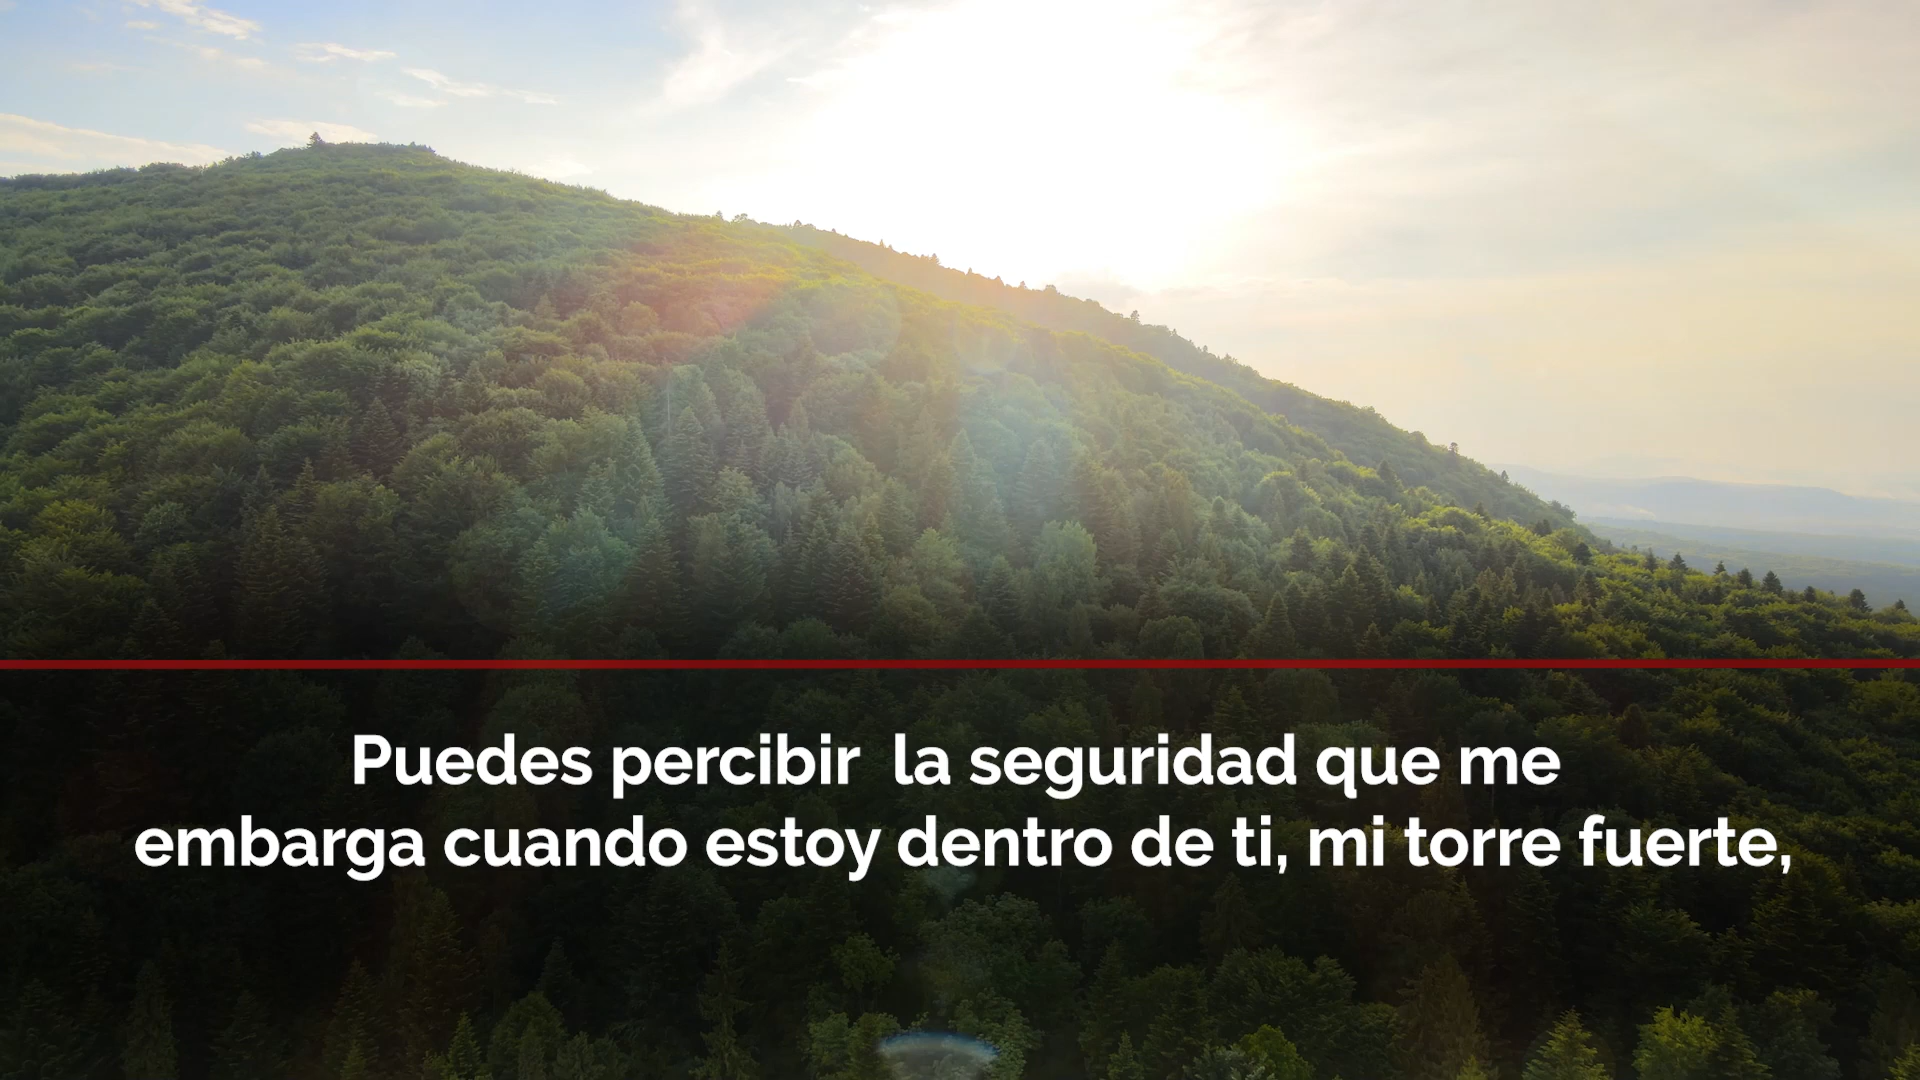 Puedes percibir  la seguridad que me
embarga cuando estoy dentro de ti, mi torre fuerte,